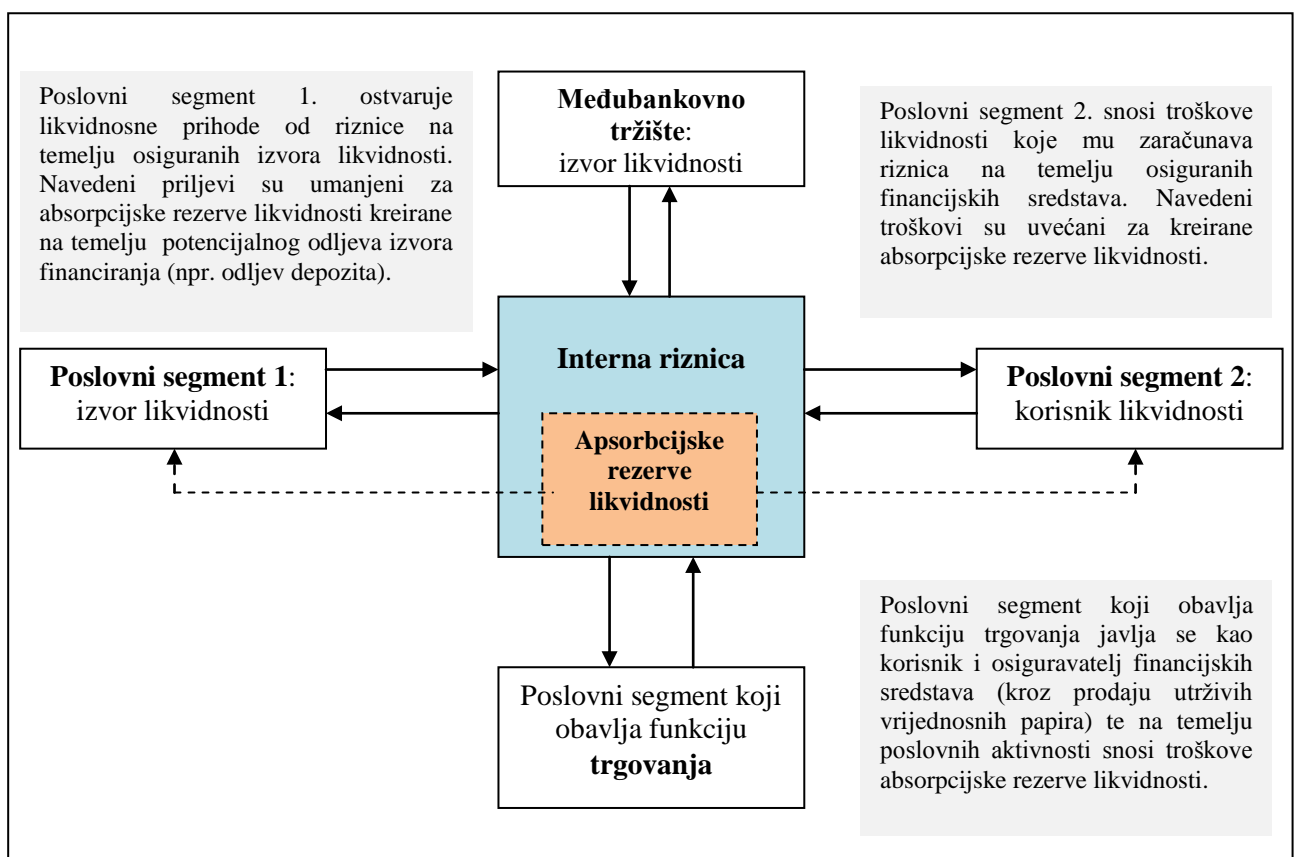 Poslovni segment 1. ostvaruje
likvidnosne prihode od riznice na
temelju osiguranih izvora likvidnosti.
Navedeni priljevi su umanjeni za
absorpcijske rezerve likvidnosti kreirane
na temelju potencijalnog odljeva izvora
financiranja (npr. odljev depozita).
Međubankovno
tržište:
izvor likvidnosti
Poslovni segment 2. snosi troškove
likvidnosti koje mu zaračunava
riznica na temelju osiguranih
financijskih sredstava. Navedeni
troškovi su uvećani za kreirane
absorpcijske rezerve likvidnosti.
Poslovni segment 1:
izvor likvidnosti
Interna riznica
Apsorbcijske
rezerve
likvidnosti
Poslovni segment 2:
korisnik likvidnosti
Poslovni segment koji
obavlja funkciju
trgovanja
Poslovni segment koji obavlja
funkciju trgovanja javlja se kao
korisnik i osiguravatelj financijskih
sredstava (kroz prodaju utrživih
vrijednosnih papira) te na temelju
poslovnih aktivnosti snosi troškove
absorpcijske rezerve likvidnosti.